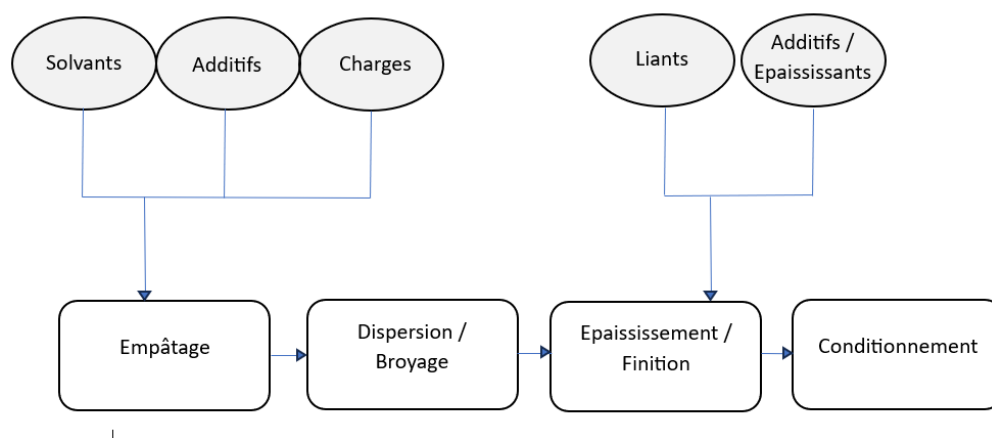 Solvants
Additifs
Charges
Liants
Additifs /
Epaississants
Empâtage
Dispersion /
Broyage
Epaississement /
Finition
Conditionnement